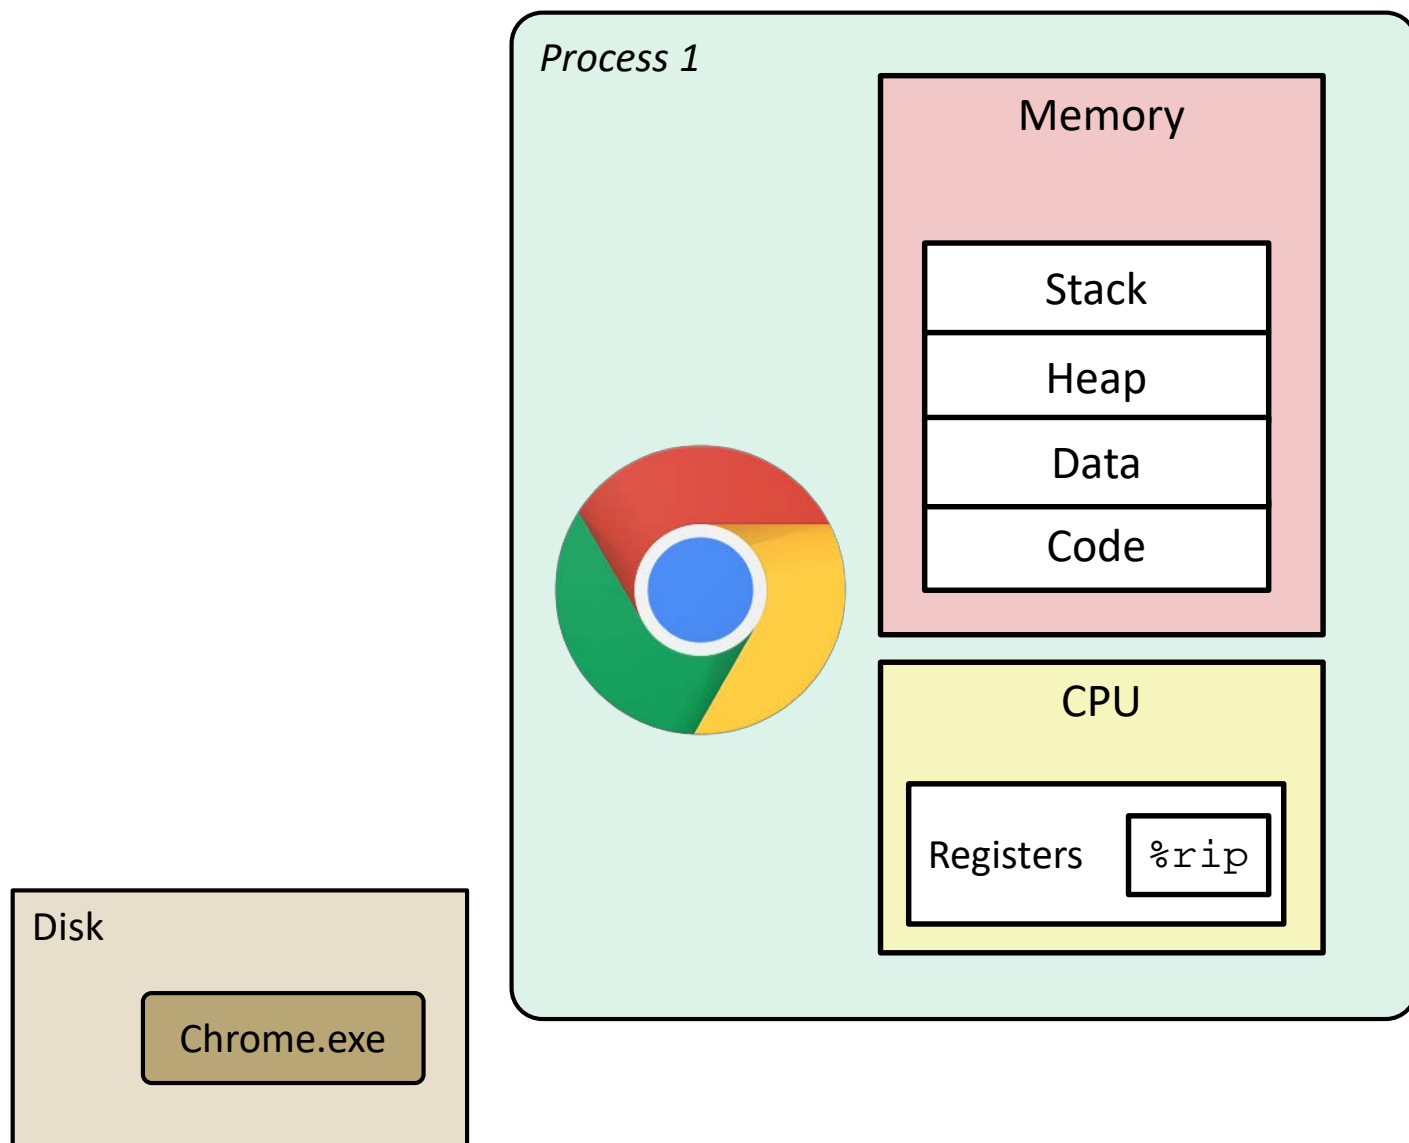 Process 1
Memory
Stack
Heap
Data
Code
CPU
Registers %rip
Disk
Chrome.exe